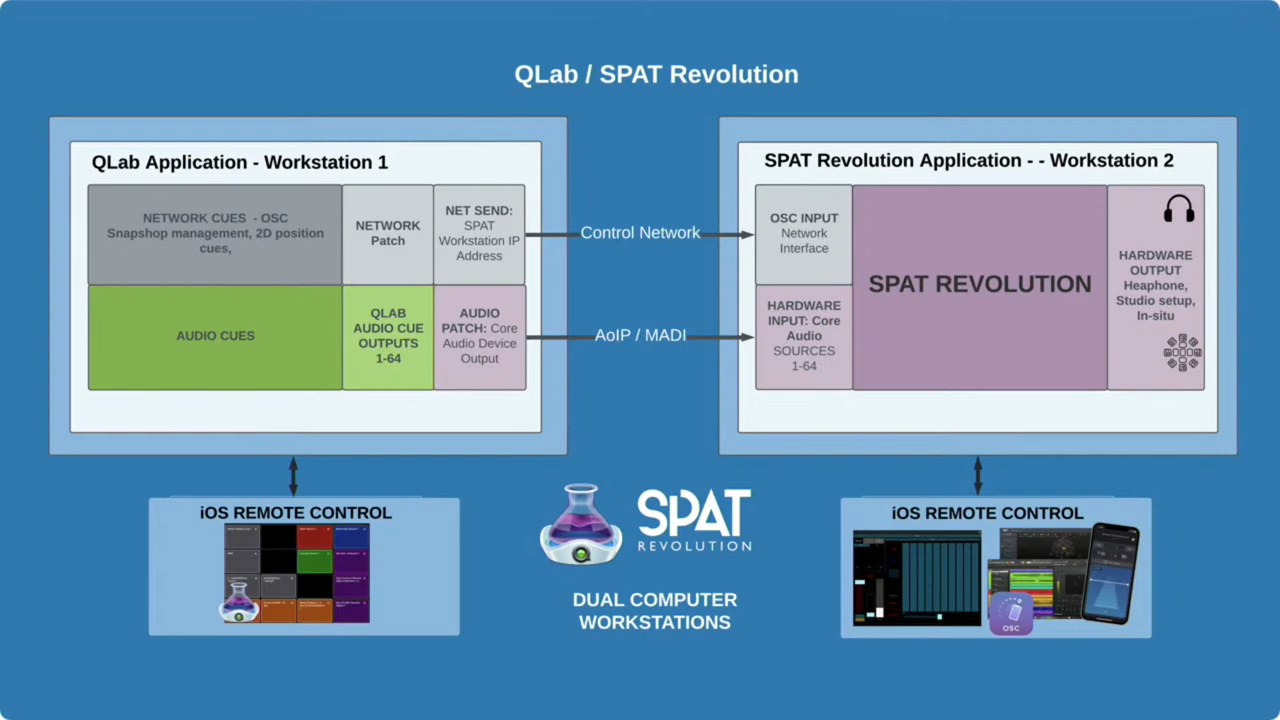 QLab / SPAT Revolution
QLab Application - Workstation 1
NETWORK CUES - OSC
Snapshop management, 2D position
cues,
NETWORK
Patch
NET SEND:
SPAT
Workstation IP
Address
AUDIO CUES
QLAB
AUDIO CUE
OUTPUTS
1-64
AUDIO
PATCH: Core
Audio Device
Output
Control Network
AoIP / MADI
SPAT Revolution Application - - Workstation 2
OSC INPUT
Network
Interface
HARDWARE
INPUT: Core
Audio
SOURCES
1-64
SPAT REVOLUTION
HARDWARE
OUTPUT
Heaphone,
Studio setup,
In-situ
iOS REMOTE CONTROL
SPAT
REVOLUTION
DUAL COMPUTER
WORKSTATIONS
iOS REMOTE CONTROL
OSC